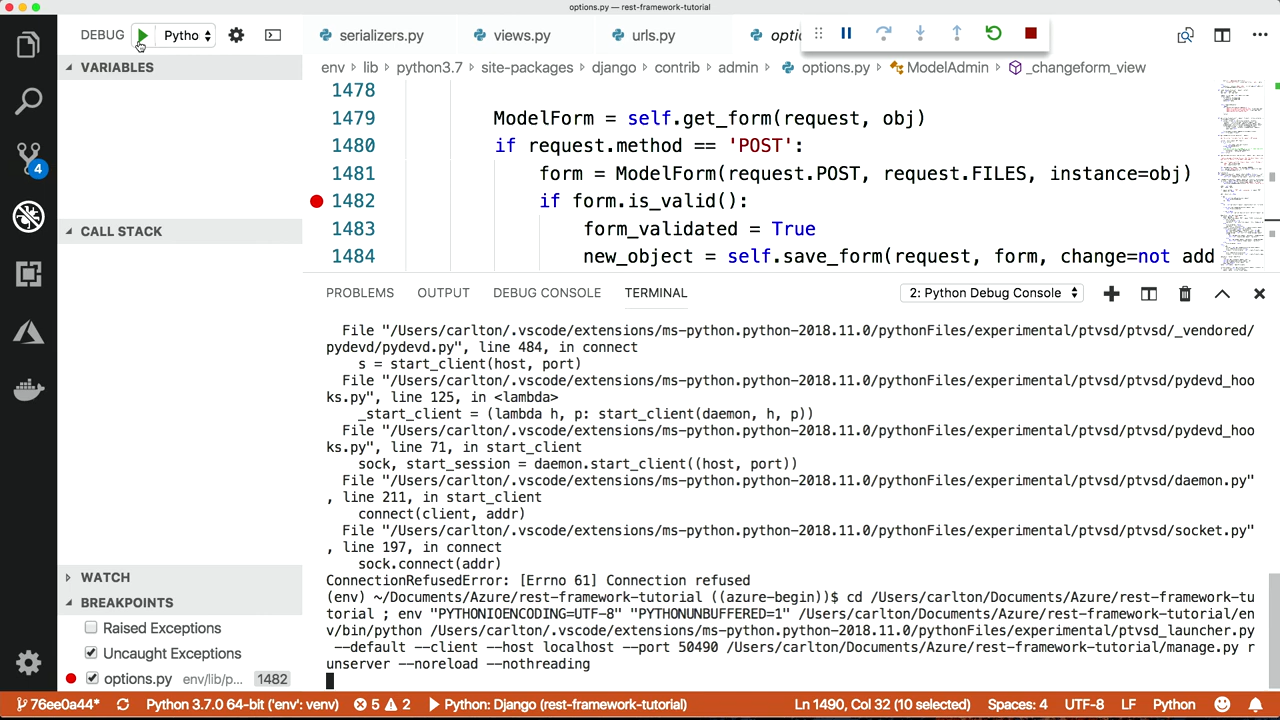 options.py — rest-framework-tutorial
DEBUG
Pytho
serializers.py
views.py
urls.py
optio
VARIABLES
env > lib > python3.7 > site-packages > django > contrib > admin > options.py > ModelAdmin > _changeform_view
1478
1479 ModelForm = self.get_form(request, obj)
1480 if request.method == 'POST':
1481 form = ModelForm(request.POST, request.FILES, instance=obj)
1482 if form.is_valid():
1483 form_validated = True
1484 new_object = self.save_form(request, form, change=not add
4
CALL STACK
PROBLEMS
OUTPUT
DEBUG CONSOLE
TERMINAL
2: Python Debug Console
File "/Users/carlton/.vscode/extensions/ms-python.python-2018.11.0/pythonFiles/experimental/ptvsd/ptvsd/_vendored/
pydevd/pydevd.py", line 484, in connect
s = start_client(host, port)
File "/Users/carlton/.vscode/extensions/ms-python.python-2018.11.0/pythonFiles/experimental/ptvsd/ptvsd/pydevd_hoo
ks.py", line 125, in <lambda>
_start_client = (lambda h, p: start_client(daemon, h, p))
File "/Users/carlton/.vscode/extensions/ms-python.python-2018.11.0/pythonFiles/experimental/ptvsd/ptvsd/pydevd_hoo
ks.py", line 71, in start_client
sock, start_session = daemon.start_client((host, port))
File "/Users/carlton/.vscode/extensions/ms-python.python-2018.11.0/pythonFiles/experimental/ptvsd/ptvsd/daemon.py"
, line 211, in start_client
connect(client, addr)
File "/Users/carlton/.vscode/extensions/ms-python.python-2018.11.0/pythonFiles/experimental/ptvsd/ptvsd/socket.py"
, line 197, in connect
sock.connect(addr)
ConnectionRefusedError: [Errno 61] Connection refused
(env) ~/Documents/Azure/rest-framework-tutorial ((azure-begin))$ cd /Users/carlton/Documents/Azure/rest-framework-tu
torial ; env "PYTHONIOENCODING=UTF-8" "PYTHONUNBUFFERED=1" /Users/carlton/Documents/Azure/rest-framework-tutorial/en
v/bin/python /Users/carlton/.vscode/extensions/ms-python.python-2018.11.0/pythonFiles/experimental/ptvsd_launcher.py
--default --client --host localhost --port 50490 /Users/carlton/Documents/Azure/rest-framework-tutorial/manage.py r
unserver --noreload --nothreading
WATCH
BREAKPOINTS
Raised Exceptions
Uncaught Exceptions
options.py env/lib/p... 1482
76ee0a44*
Python 3.7.0 64-bit ('env': venv)
5
2
Python: Django (rest-framework-tutorial)
Ln 1490, Col 32 (10 selected)
Spaces: 4
UTF-8
LF
Python